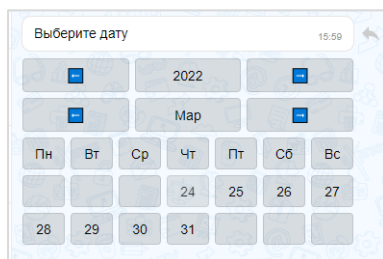 Выберите дату 15:59
⬅ 2022 ➡
⬅ Мар ➡
Пн Вт Ср Чт Пт Сб Вс
24 25 26 27
28 29 30 31